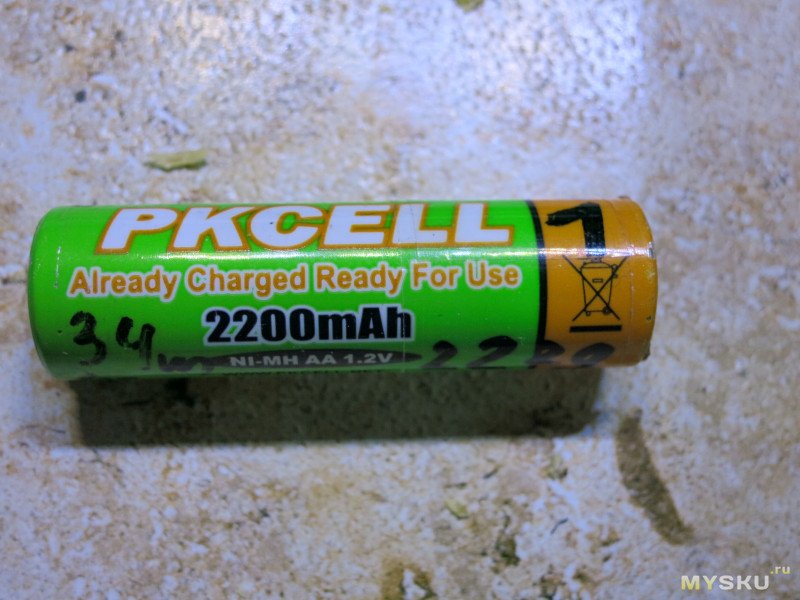 PKCELL
1
Already Charged Ready For Use
2200mAh
34
NI-MH AA 1.2V
MYSKU.ru